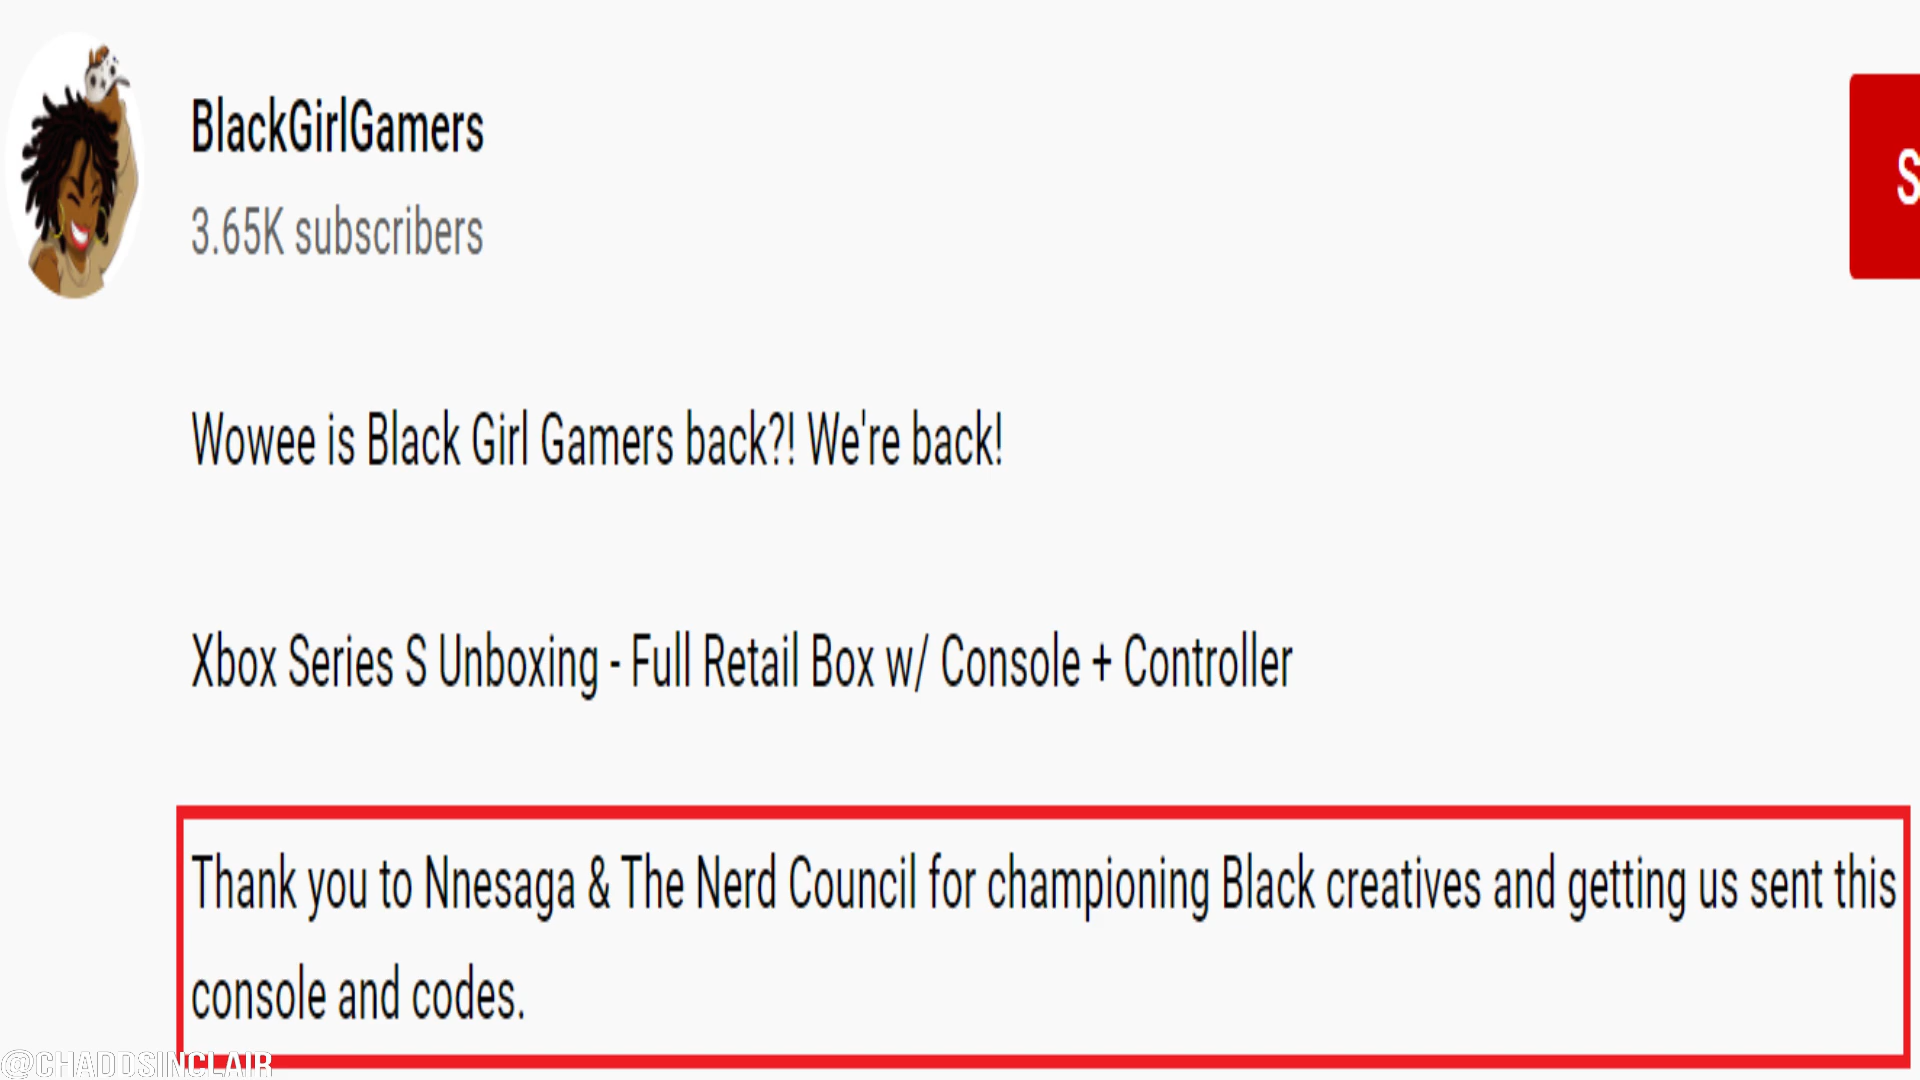 BlackGirlGamers
3.65K subscribers
S
Wowee is Black Girl Gamers back?! We're back!
Xbox Series S Unboxing - Full Retail Box w/ Console + Controller
Thank you to Nnesaga & The Nerd Council for championing Black creatives and getting us sent this
console and codes.
@CHADDSINCLAIR